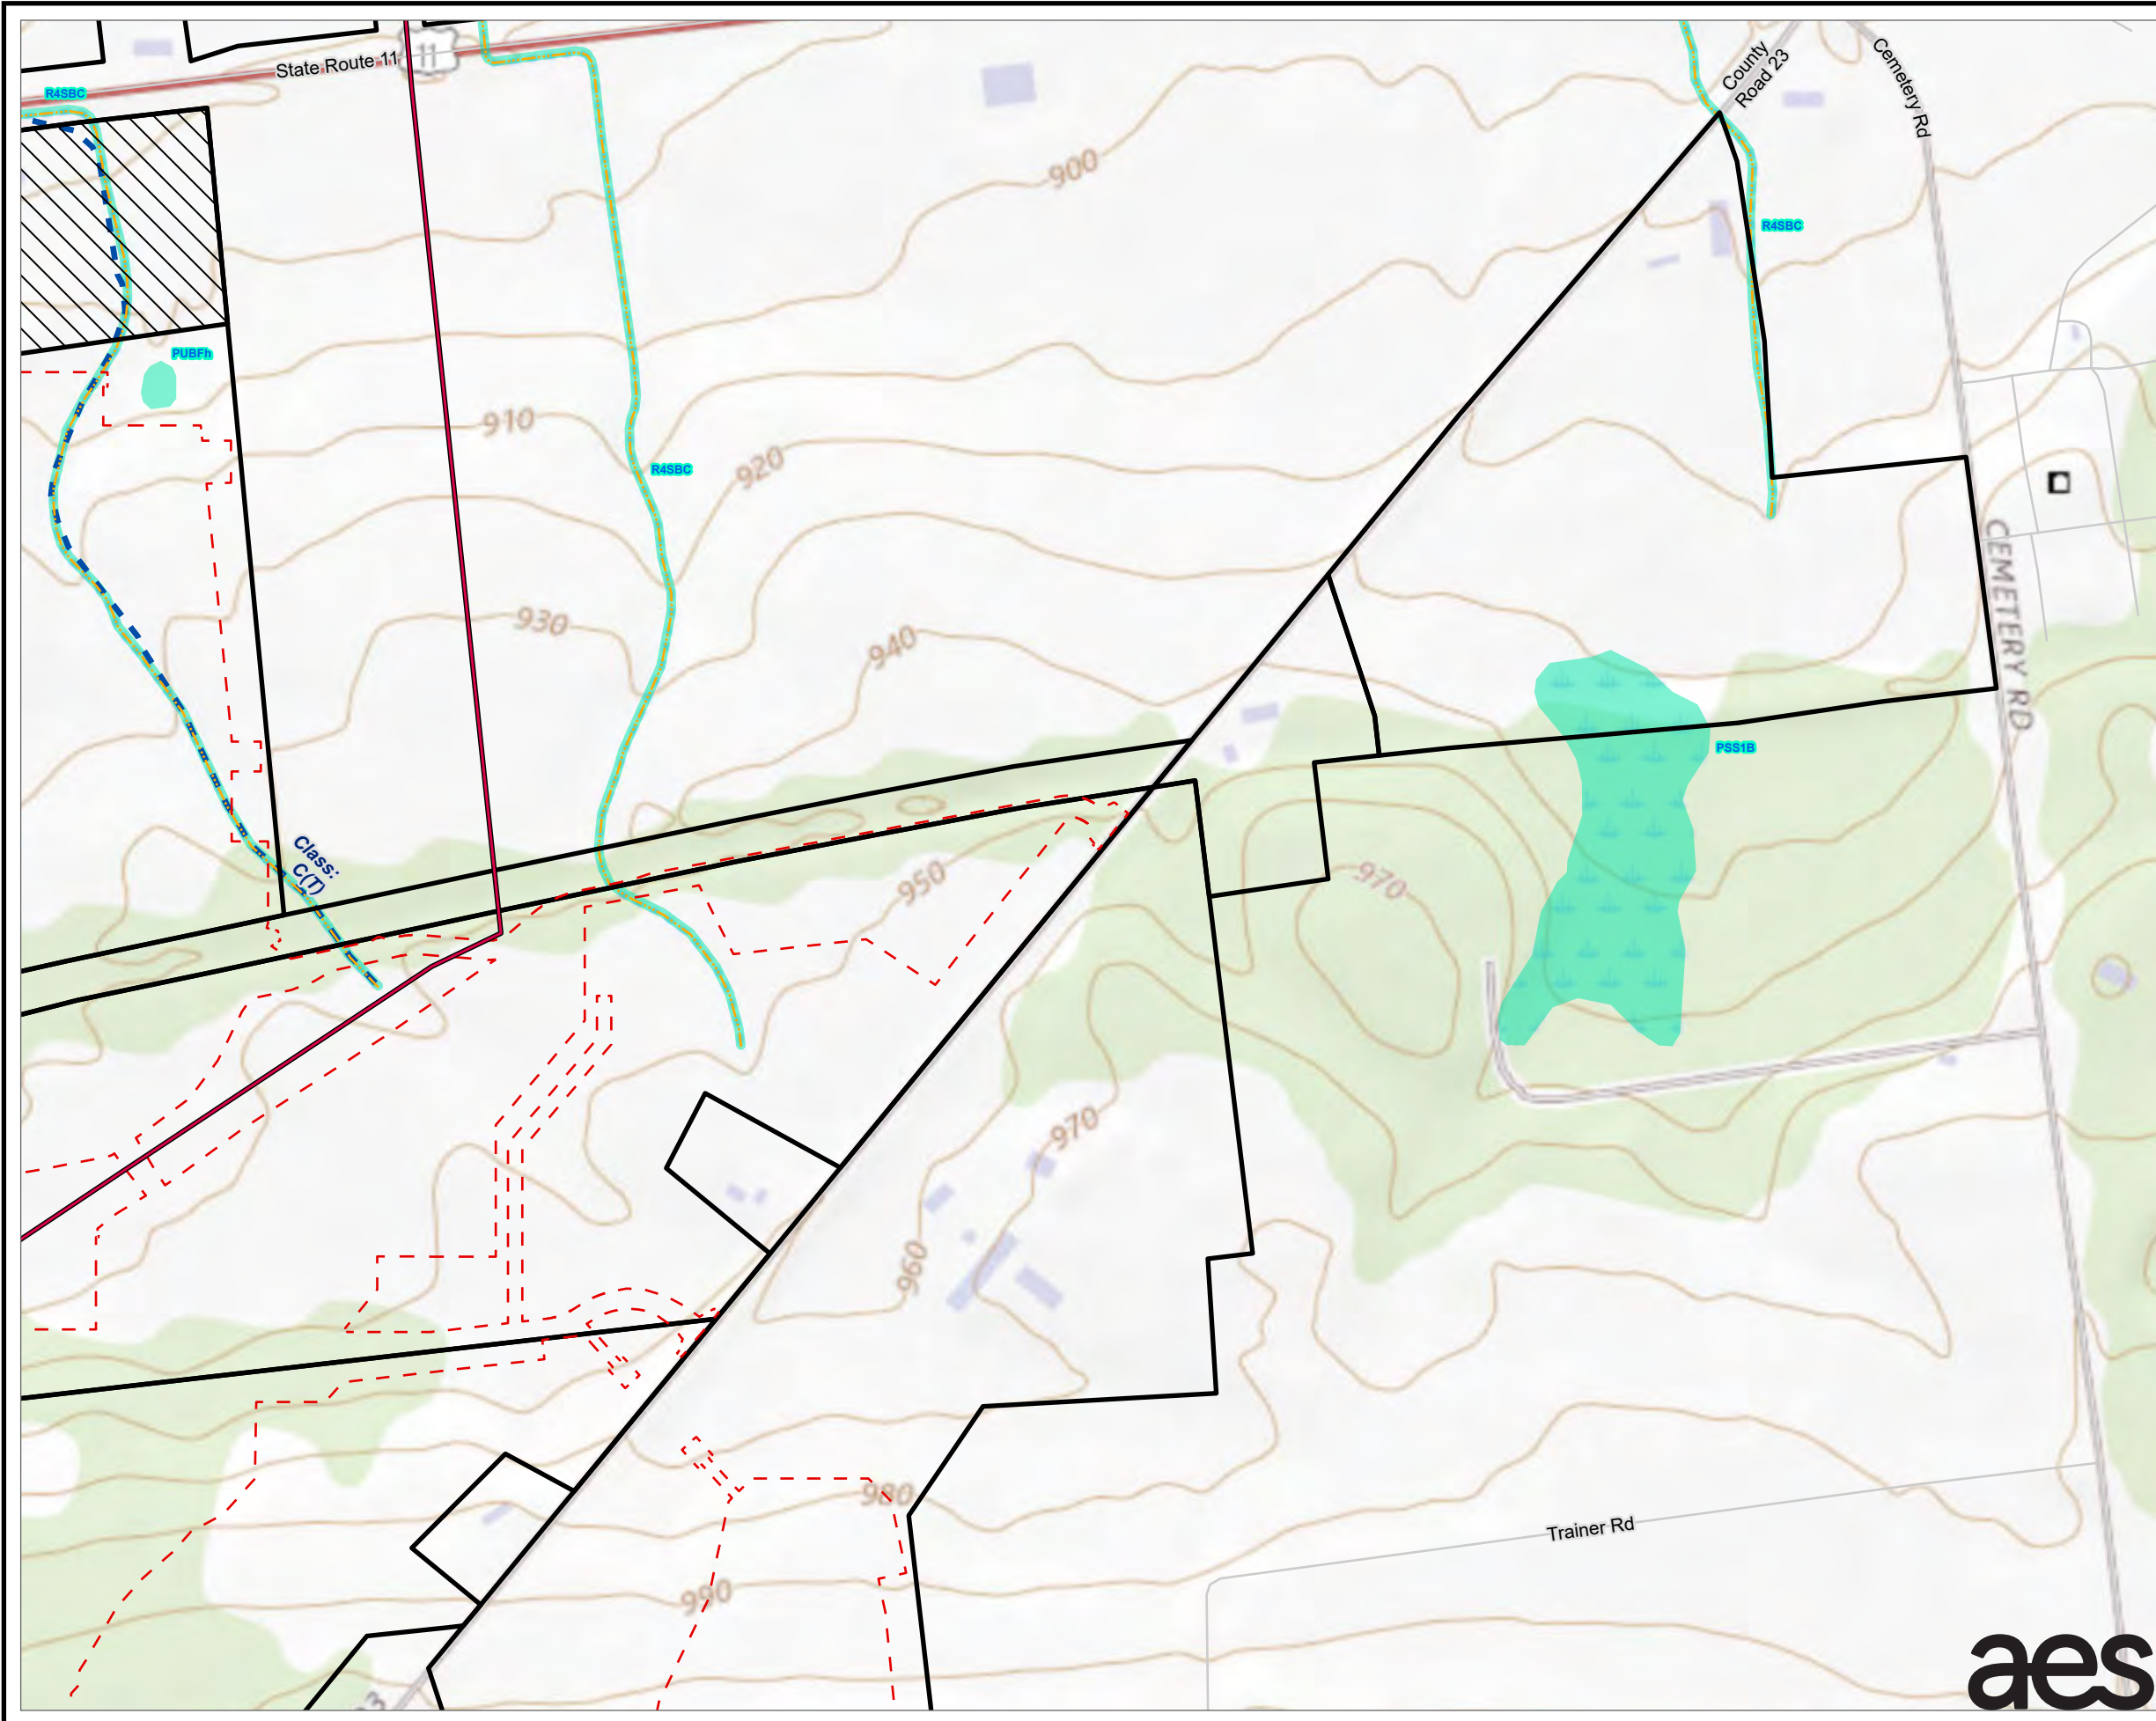 11
State Route 11
County
Road 23
Cemetery Rd
R4SBC
900
R4SBC
PUBFh
910
R4SBC
920
CEMETERY RD
930
940
PSS1B
Class:
C(T)
950
970
970
960
980
Trainer Rd
990
aes